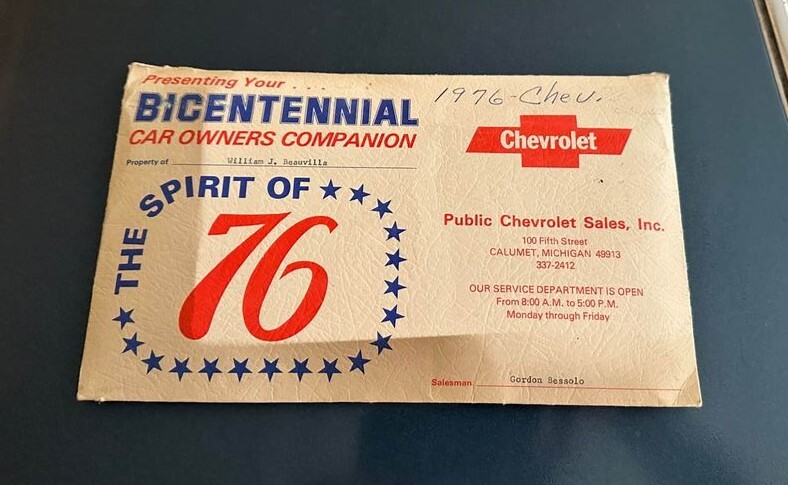 Presenting Your ...
BICENTENNIAL
CAR OWNERS COMPANION
Property of William J. Beauvilla
THE SPIRIT OF
76
1976-Chev.
Chevrolet
Public Chevrolet Sales, Inc.
100 Fifth Street
CALUMET, MICHIGAN 49913
337-2412
OUR SERVICE DEPARTMENT IS OPEN
From 8:00 A.M. to 5:00 P.M.
Monday through Friday
Salesman Gordon Bessolo